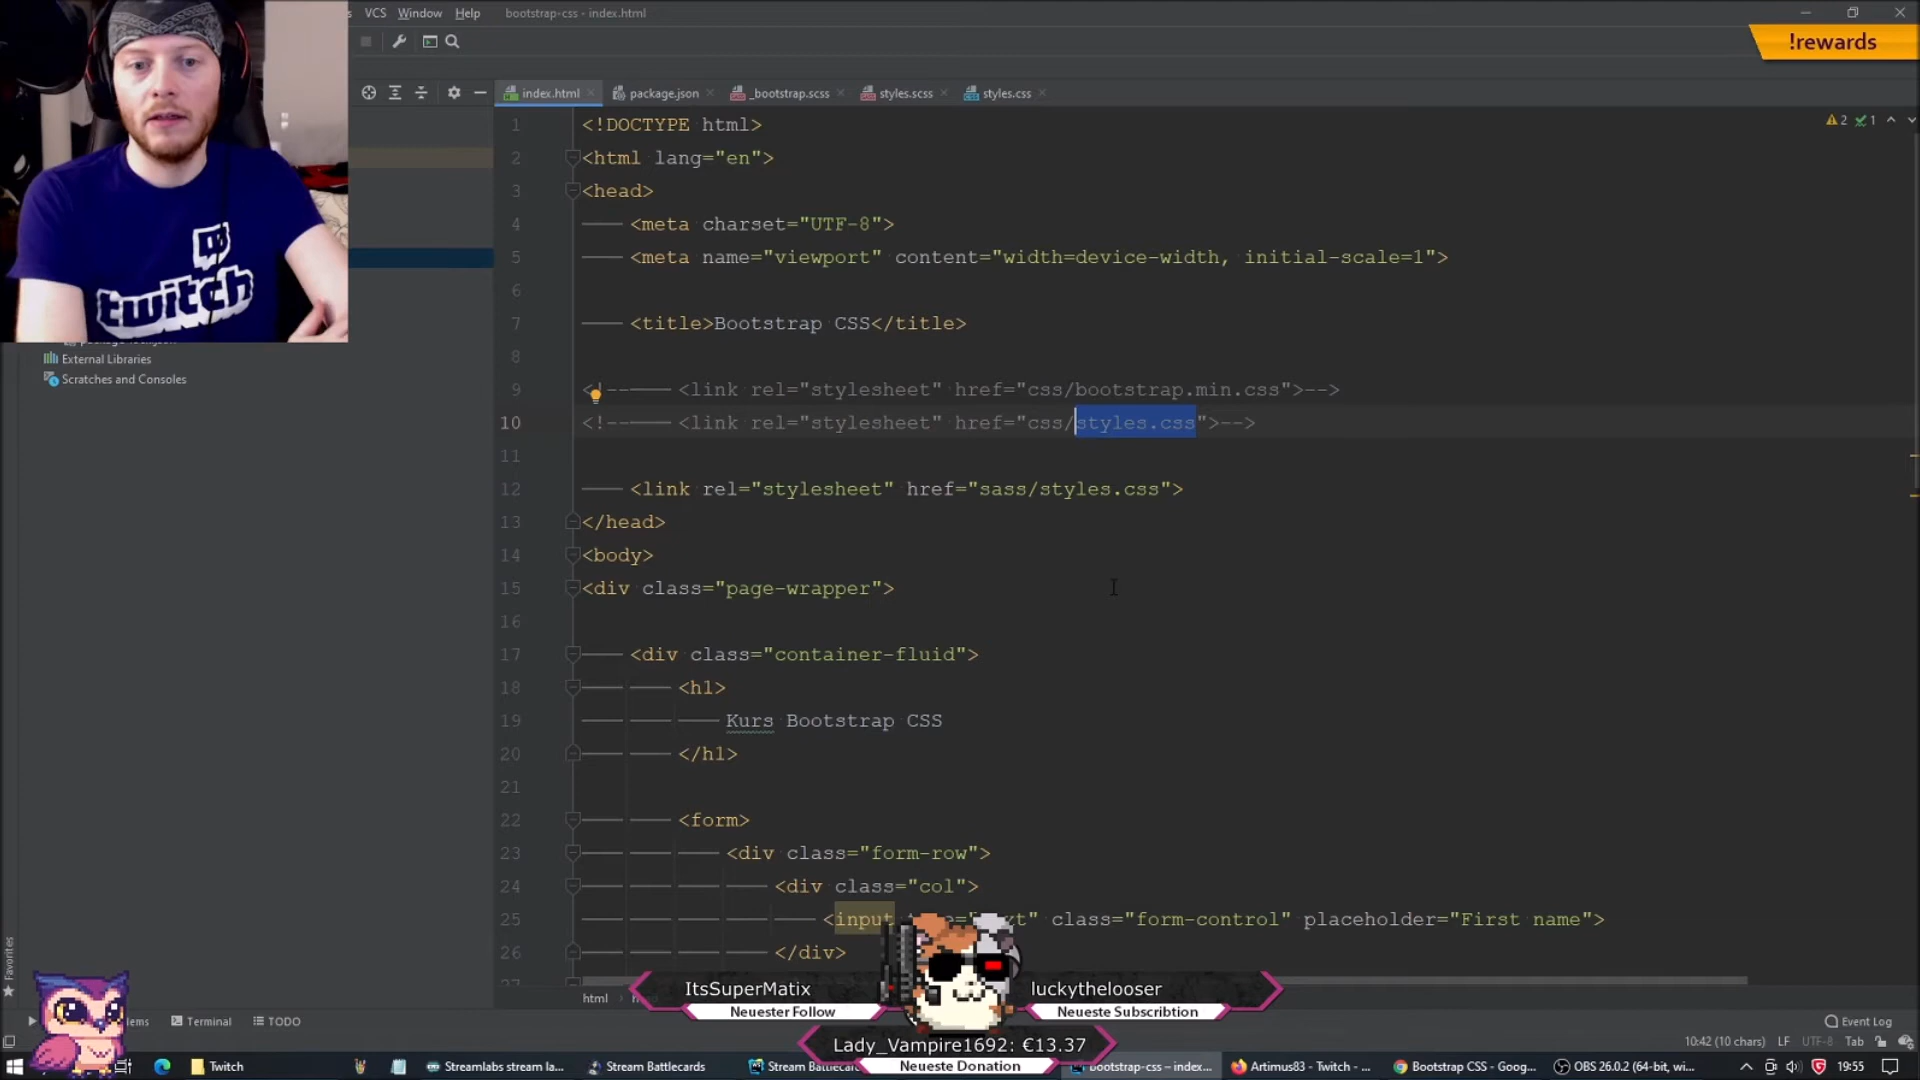 VCS Window Help bootstrap-css - index.html
!rewards
index.html package.json _bootstrap.scss styles.scss styles.css
1 <!DOCTYPE html>
2 1
2 <html lang="en">
3 <head>
4 <meta charset="UTF-8">
5 <meta name="viewport" content="width=device-width, initial-scale=1">
6
7 <title>Bootstrap CSS</title>
8
9 <!-- <link rel="stylesheet" href="css/bootstrap.min.css">-->
10 <!-- <link rel="stylesheet" href="css/styles.css">-->
11
12 <link rel="stylesheet" href="sass/styles.css">
13 </head>
14 <body>
15 <div class="page-wrapper">
16
17 <div class="container-fluid">
18 <h1>
19 Kurs Bootstrap CSS
20 </h1>
21
22 <form>
23 <div class="form-row">
24 <div class="col">
25 <input class="form-control" placeholder="First name">
26 </div>
twitch
External Libraries
Scratches and Consoles
Favorites
html
ItsSuperMatix
Neuester Follow
luckythelooser
Neueste Subscribtion
Lady_Vampire1692: €13.37
Neueste Donation
Terminal TODO
Event Log
10:42 (10 chars) LF UTF-8 Tab
Twitch Streamlabs stream la... Stream Battlecards bootstrap-css – index... Artimus83 - Twitch - ... Bootstrap CSS - Goog... OBS 26.0.2 (64-bit, wi... 19:55